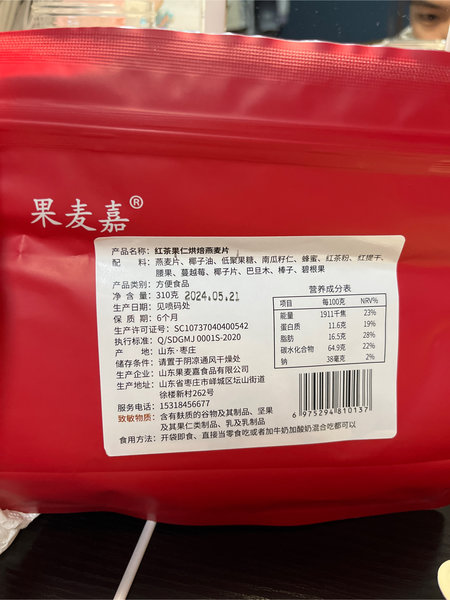 果麦嘉®
产品名称: 红茶果仁烘焙燕麦片
配 料: 燕麦片、椰子油、低聚果糖、南瓜籽仁、蜂蜜、红茶粉、红提子、
腰果、蔓越莓、椰子片、巴旦木、榛子、碧根果
产品类别: 方便食品
净 含 量: 310克 2024.05.21
生产日期: 见喷码处
保 质 期: 6个月
生产许可证号: SC10737040400542
执行标准: Q/SDGMJ 0001S-2020
产 地: 山东·枣庄
储存条件: 请置于阴凉通风干燥处
生产企业: 山东果麦嘉食品有限公司
生产地址: 山东省枣庄市峄城区坛山街道
徐楼新村262号
服务电话: 15318456677
致敏物质: 含有麸质的谷物及其制品、坚果
及其果仁类制品、乳及乳制品
食用方法: 开袋即食、直接当零食吃或者加牛奶加酸奶混合吃都可以
营养成分表
项目 每100克 NRV%
能量 1911千焦 23%
蛋白质 11.6克 19%
脂肪 16.5克 28%
碳水化合物 64.9克 22%
钠 38毫克 2%
6 975294 810137